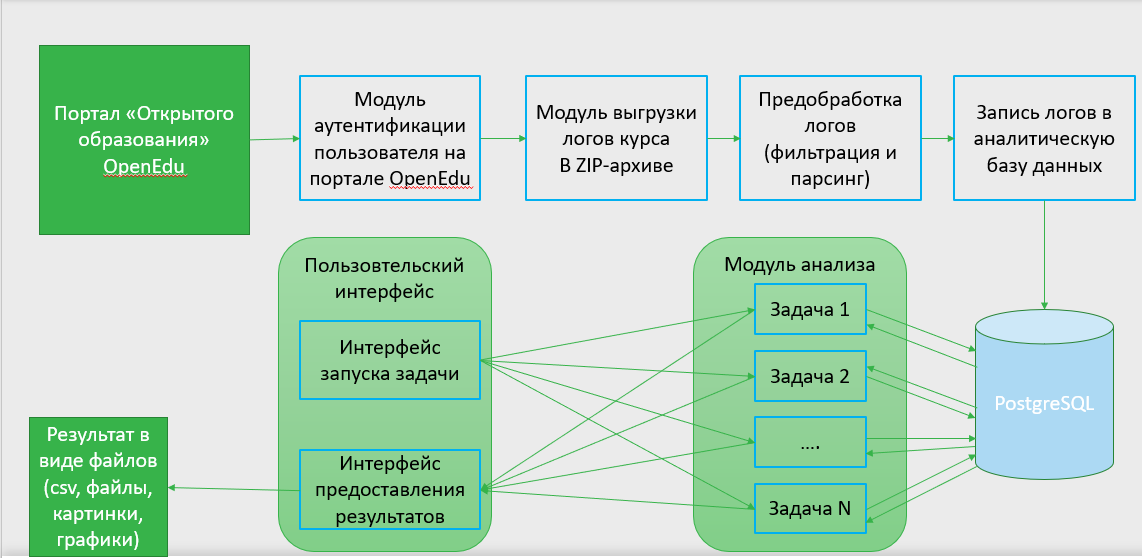 Портал «Открытого
образования»
OpenEdu
Модуль
аутентификации
пользователя на
портале OpenEdu
Модуль выгрузки
логов курса
В ZIP-архиве
Предобработка
логов
(фильтрация и
парсинг)
Запись логов в
аналитическую
базу данных
Пользовтельский
интерфейс
Интерфейс
запуска задачи
Интерфейс
предоставления
результатов
Модуль анализа
Задача 1
Задача 2
….
Задача N
PostgreSQL
Результат в
виде файлов
(csv, файлы,
картинки,
графики)